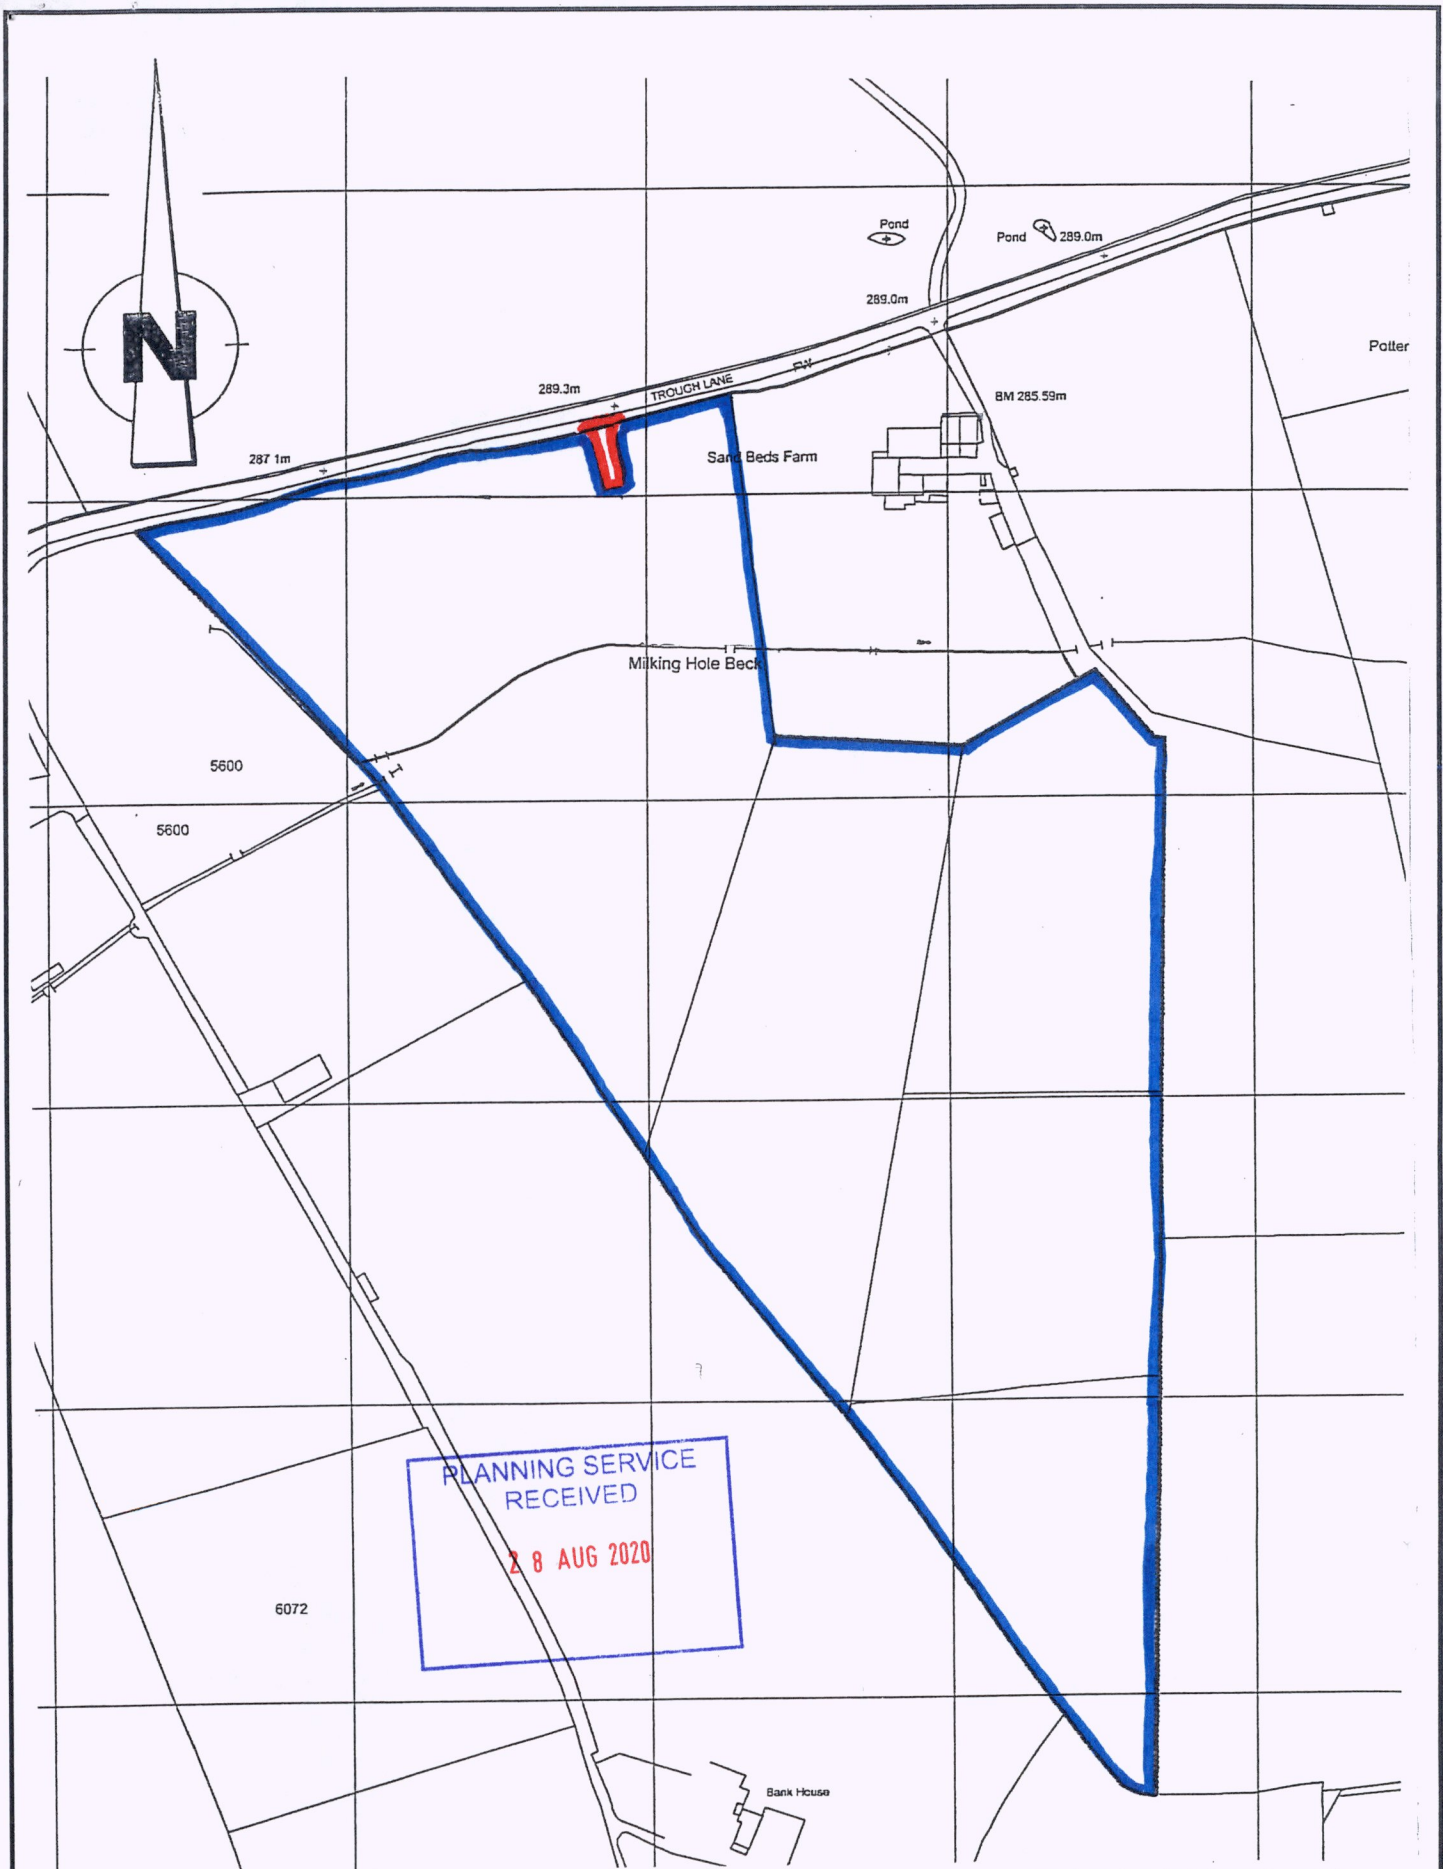 Pond
Pond
289.0m
289.0m
N
Potter
289.3m
TROUGH LANE
FW
BM 285.59m
287 1m
Sand Beds Farm
Milking Hole Beck
5600
5600
PLANNING SERVICE
RECEIVED
28 AUG 2020
6072
Bank House